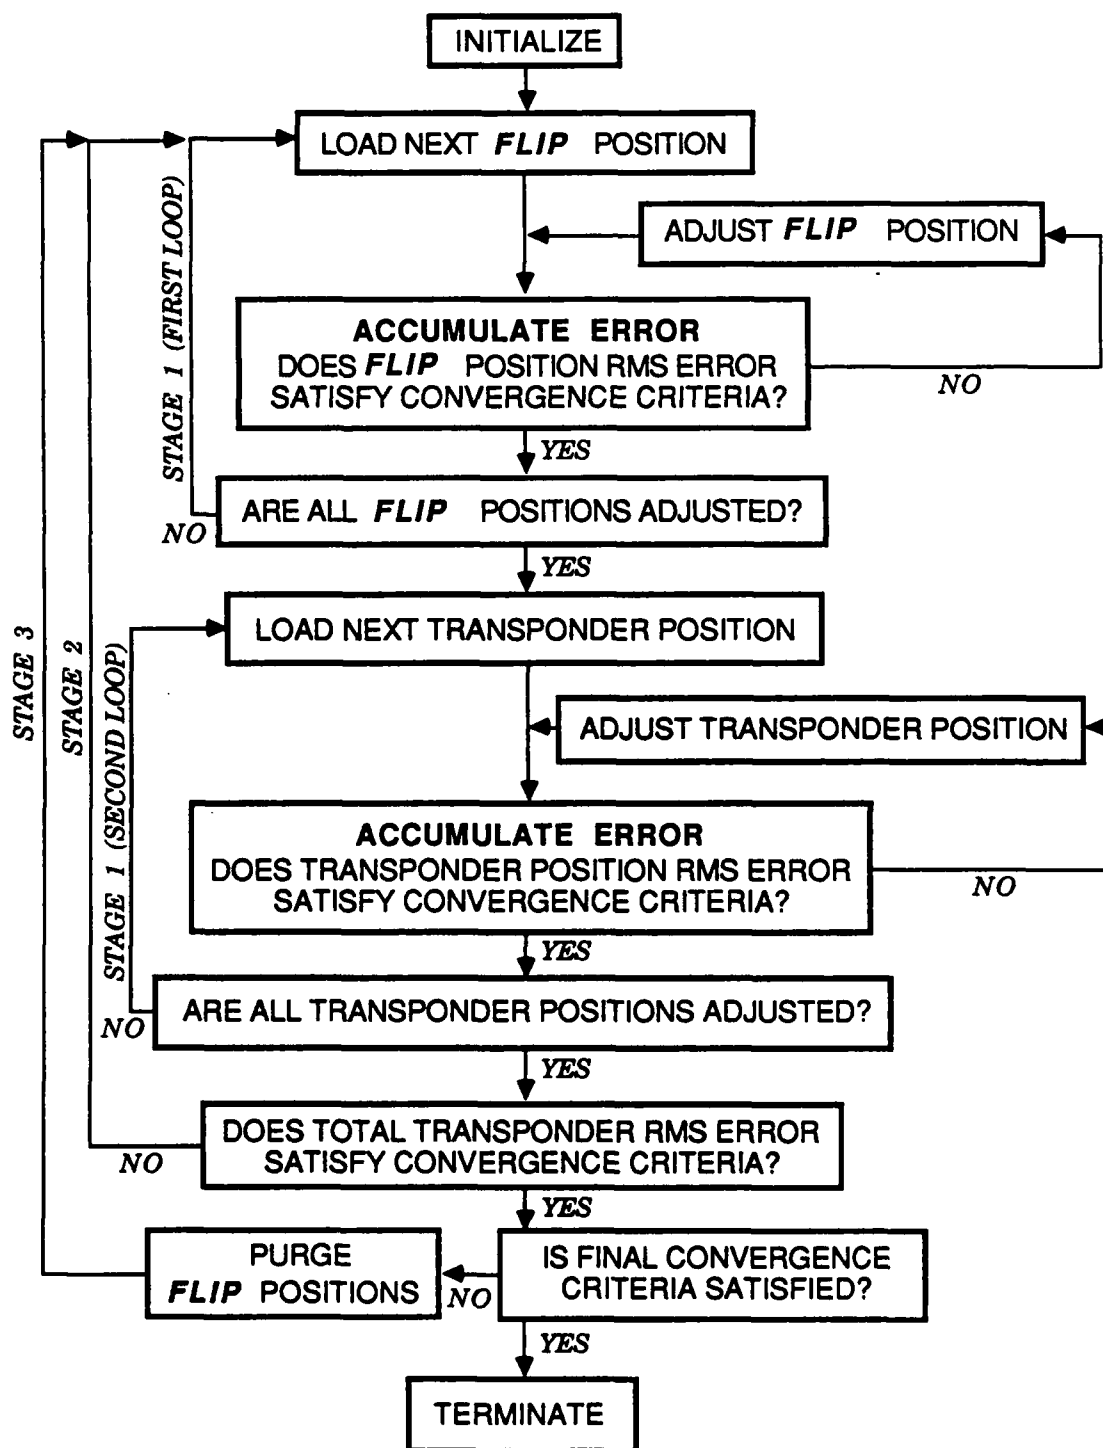 INITIALIZE
LOAD NEXT FLIP POSITION
ADJUST FLIP POSITION
STAGE 1 (FIRST LOOP)
ACCUMULATE ERROR
DOES FLIP POSITION RMS ERROR
SATISFY CONVERGENCE CRITERIA?
NO
YES
ARE ALL FLIP POSITIONS ADJUSTED?
NO
YES
LOAD NEXT TRANSPONDER POSITION
STAGE 3
STAGE 2
STAGE 1 (SECOND LOOP)
ADJUST TRANSPONDER POSITION
ACCUMULATE ERROR
DOES TRANSPONDER POSITION RMS ERROR
SATISFY CONVERGENCE CRITERIA?
NO
YES
ARE ALL TRANSPONDER POSITIONS ADJUSTED?
NO
YES
DOES TOTAL TRANSPONDER RMS ERROR
SATISFY CONVERGENCE CRITERIA?
NO
YES
PURGE
FLIP POSITIONS
NO
IS FINAL CONVERGENCE
CRITERIA SATISFIED?
YES
TERMINATE